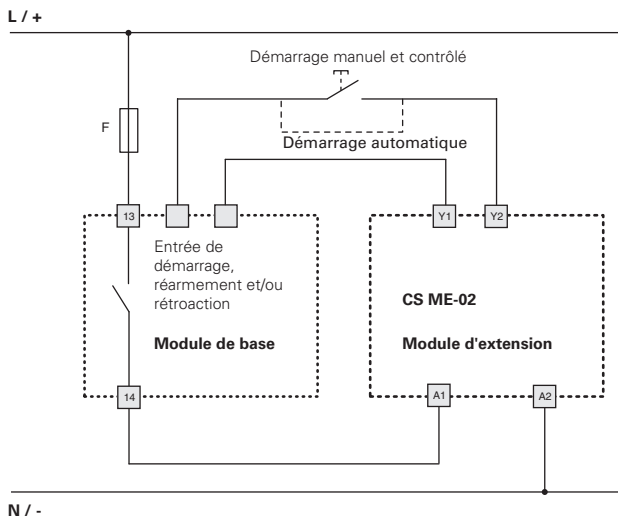 L / +
Démarrage manuel et contrôlé
F
Démarrage automatique
13
Y1
Y2
Entrée de
démarrage,
réarmement et/ou
rétroaction
CS ME-02
Module de base
Module d'extension
14
A1
A2
N / -